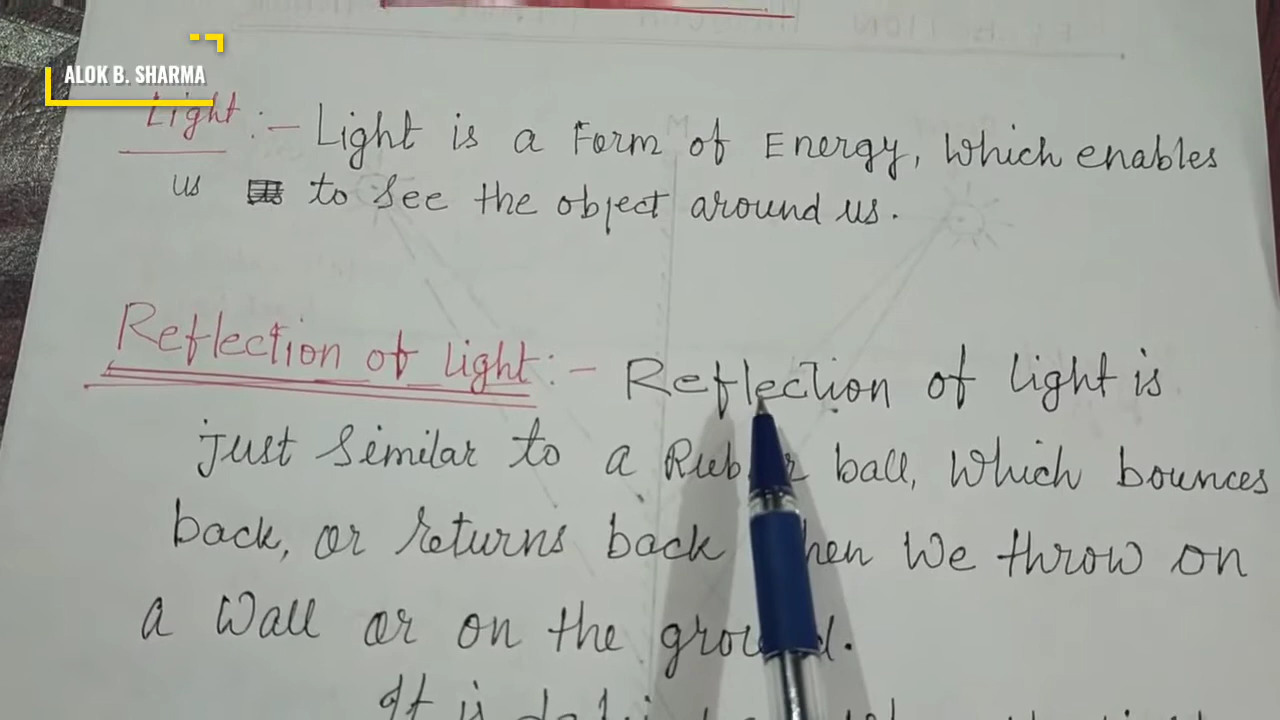 ALOK B. SHARMA
Light :- Light is a Form of Energy, Which enables
us to See the object around us.
Reflection of light :- Reflection of light is
just Similar to a ball, Which bounces
back, or returns back We throw on
a Wall or on the
It is